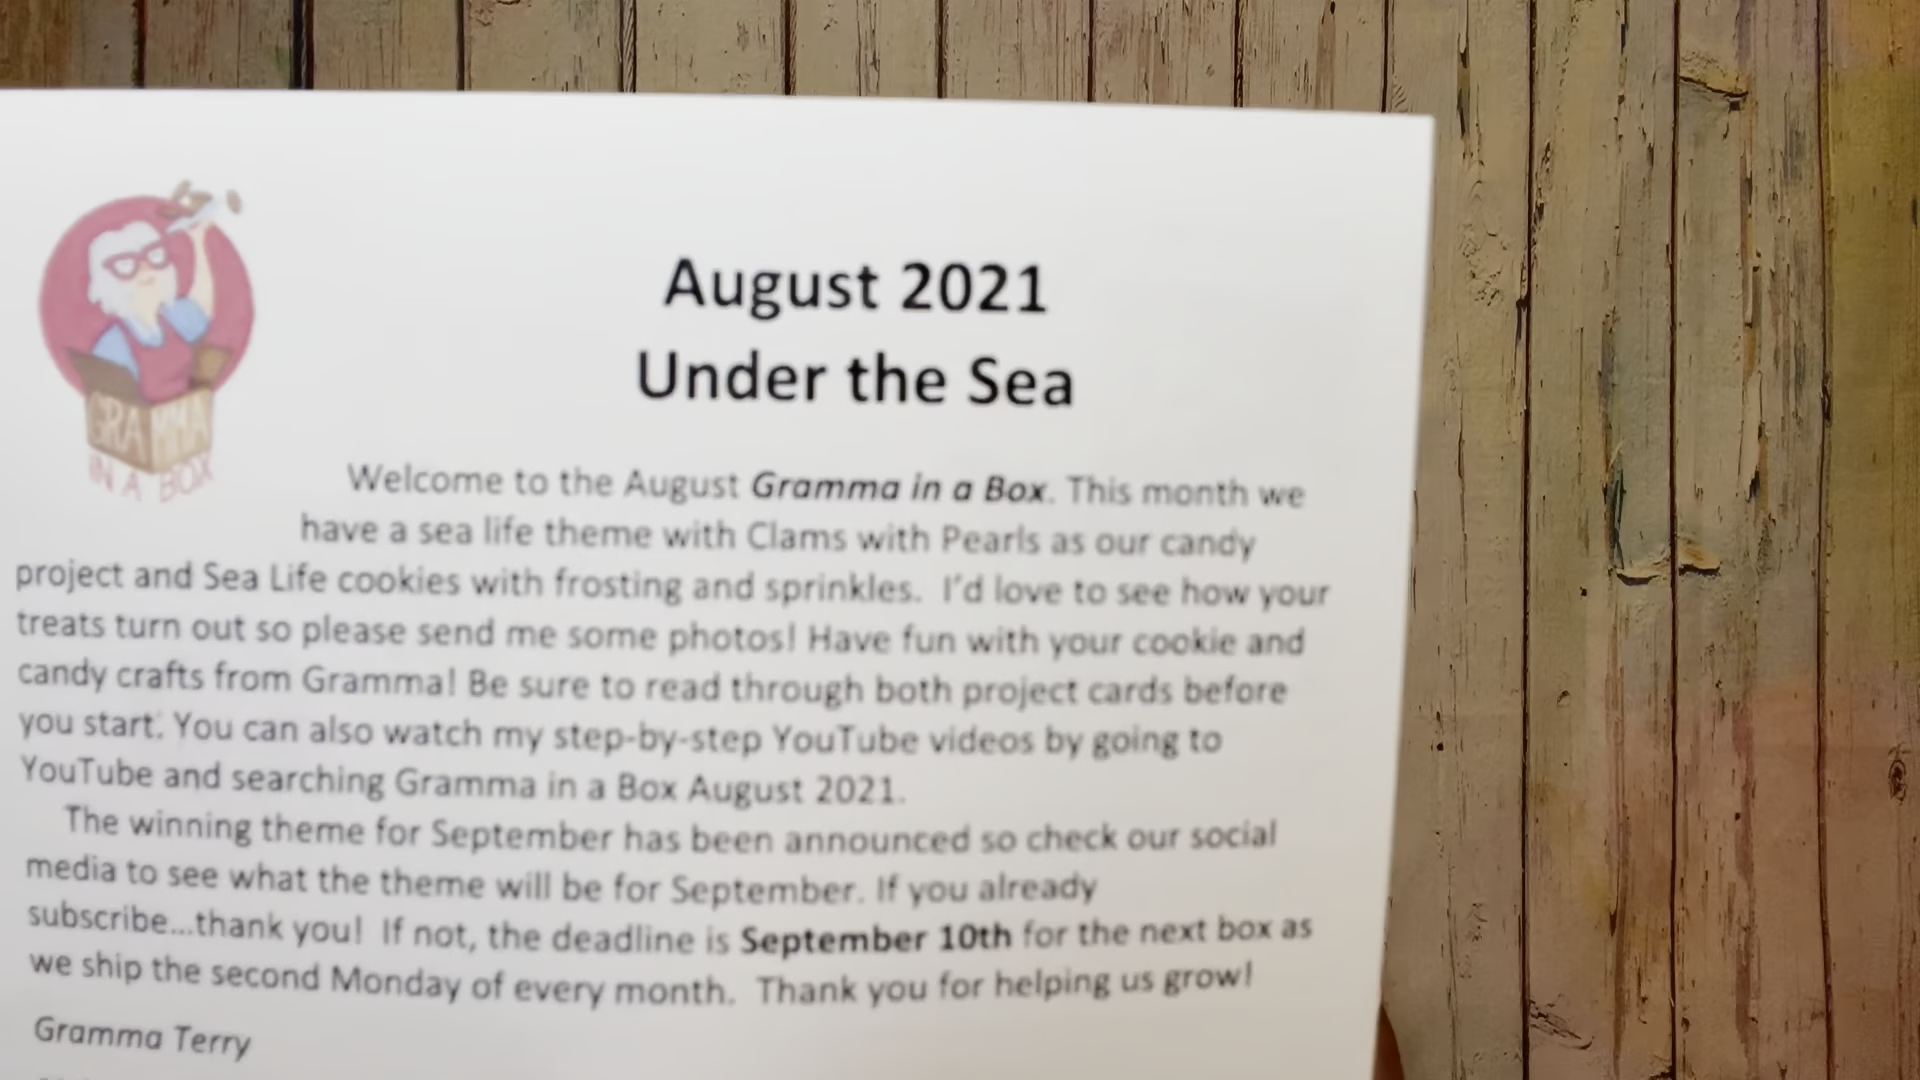 August 2021
Under the Sea
GRAMMA
IN A BOX
Welcome to the August Gramma in a Box. This month we
have a sea life theme with Clams with Pearls as our candy
project and Sea Life cookies with frosting and sprinkles. I'd love to see how your
treats turn out so please send me some photos! Have fun with your cookie and
candy crafts from Gramma! Be sure to read through both project cards before
you start. You can also watch my step-by-step YouTube videos by going to
YouTube and searching Gramma in a Box August 2021.
The winning theme for September has been announced so check our social
media to see what the theme will be for September. If you already
subscribe...thank you! If not, the deadline is September 10th for the next box as
we ship the second Monday of every month. Thank you for helping us grow!
Gramma Terry